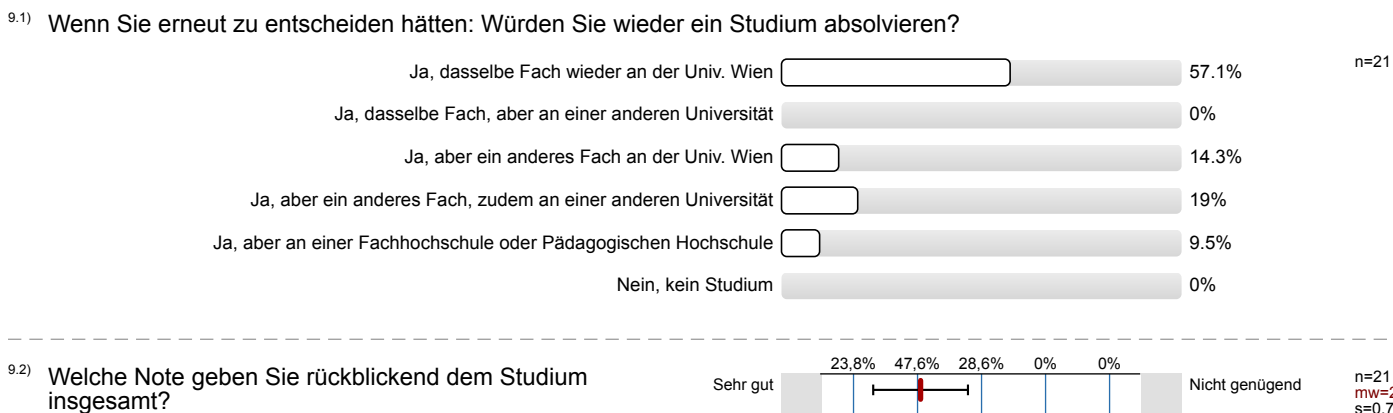 9.1) Wenn Sie erneut zu entscheiden hätten: Würden Sie wieder ein Studium absolvieren?
Ja, dasselbe Fach wieder an der Univ. Wien 57.1% n=21
Ja, dasselbe Fach, aber an einer anderen Universität 0%
Ja, aber ein anderes Fach an der Univ. Wien 14.3%
Ja, aber ein anderes Fach, zudem an einer anderen Universität 19%
Ja, aber an einer Fachhochschule oder Pädagogischen Hochschule 9.5%
Nein, kein Studium 0%
23,8% 47,6% 28,6% 0% 0%
9.2) Welche Note geben Sie rückblickend dem Studium Sehr gut Nicht genügend n=21
insgesamt? mw=2
s=0,7